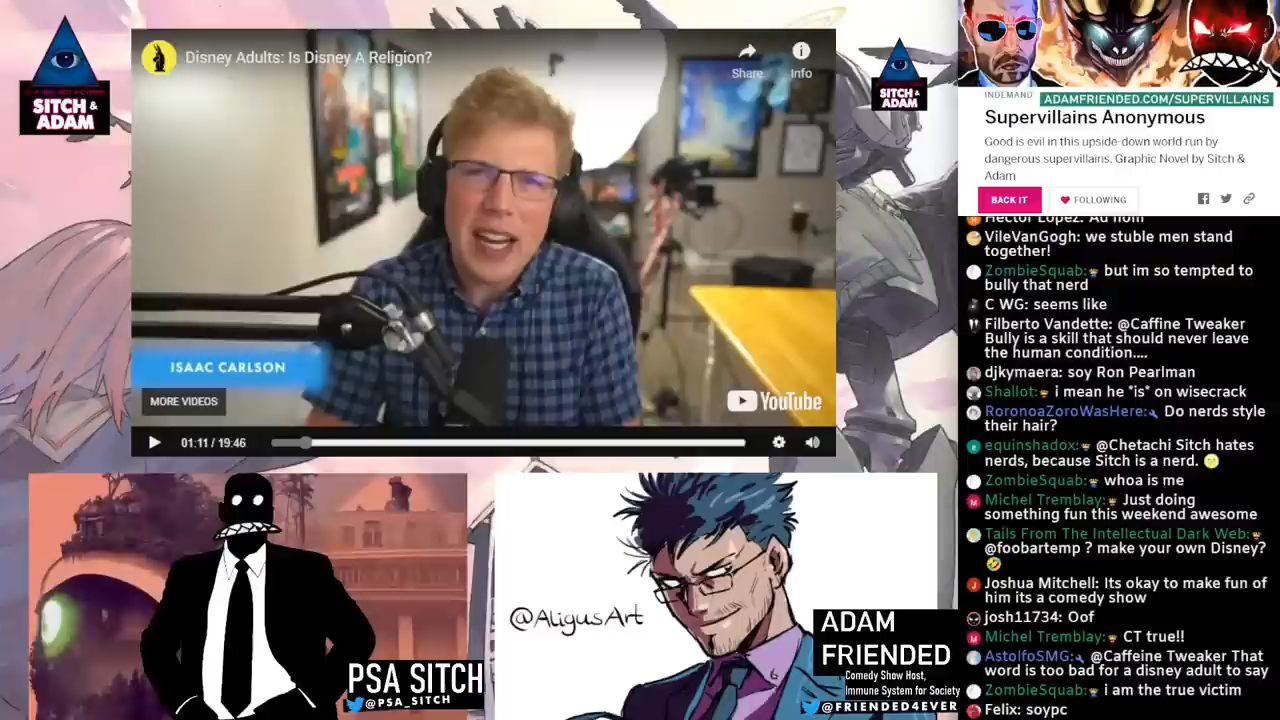 SITCH &
ADAM
Disney Adults: Is Disney A Religion?
Share
Info
ISAAC CARLSON
MORE VIDEOS
YouTube
01:11 / 19:46
SITCH &
ADAM
PSA SITCH
@PSA_SITCH
@AligusArt
ADAM
FRIENDED
Comedy Show Host,
Immune System for Society
@FRIENDED4EVER
INDEMAND
ADAMFRIENDED.COM/SUPERVILLAINS
Supervillains Anonymous
Good is evil in this upside-down world run by
dangerous supervillains. Graphic Novel by Sitch &
Adam
BACK IT
FOLLOWING
Hector Lopez: Ad hom
VileVanGogh: we stuble men stand
together!
ZombieSquab: but im so tempted to
bully that nerd
C WG: seems like
Filberto Vandette: @Caffine Tweaker
Bully is a skill that should never leave
the human condition....
djkymaera: soy Ron Pearlman
Shallot: i mean he *is* on wisecrack
RoronoaZoroWasHere: Do nerds style
their hair?
equinshadox: @Chetachi Sitch hates
nerds, because Sitch is a nerd.
ZombieSquab: whoa is me
Michel Tremblay: Just doing
something fun this weekend awesome
Tails From The Intellectual Dark Web:
@foobartemp ? make your own Disney?
Joshua Mitchell: Its okay to make fun of
him its a comedy show
josh11734: Oof
Michel Tremblay: CT true!!
AstolfoSMG: @Caffeine Tweaker That
word is too bad for a disney adult to say
ZombieSquab: i am the true victim
Felix: soypc